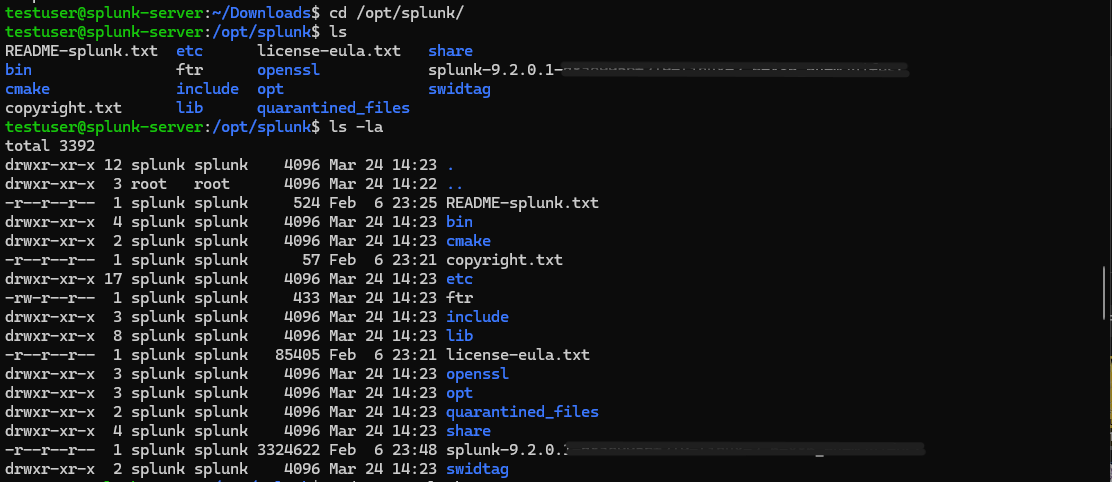 testuser@splunk-server:~/Downloads$ cd /opt/splunk/
testuser@splunk-server:/opt/splunk$ ls
README-splunk.txt  etc      license-eula.txt   share
bin                ftr      openssl            splunk-9.2.0.1-
cmake              include  opt                swidtag
copyright.txt      lib      quarantined_files
testuser@splunk-server:/opt/splunk$ ls -la
total 3392
drwxr-xr-x 12 splunk splunk    4096 Mar 24 14:23 .
drwxr-xr-x  3 root   root      4096 Mar 24 14:22 ..
-r--r--r--  1 splunk splunk     524 Feb  6 23:25 README-splunk.txt
drwxr-xr-x  4 splunk splunk    4096 Mar 24 14:23 bin
drwxr-xr-x  2 splunk splunk    4096 Mar 24 14:23 cmake
-r--r--r--  1 splunk splunk      57 Feb  6 23:21 copyright.txt
drwxr-xr-x 17 splunk splunk    4096 Mar 24 14:23 etc
-rw-r--r--  1 splunk splunk     433 Mar 24 14:23 ftr
drwxr-xr-x  3 splunk splunk    4096 Mar 24 14:23 include
drwxr-xr-x  8 splunk splunk    4096 Mar 24 14:23 lib
-r--r--r--  1 splunk splunk   85405 Feb  6 23:21 license-eula.txt
drwxr-xr-x  3 splunk splunk    4096 Mar 24 14:23 openssl
drwxr-xr-x  3 splunk splunk    4096 Mar 24 14:23 opt
drwxr-xr-x  2 splunk splunk    4096 Mar 24 14:23 quarantined_files
drwxr-xr-x  4 splunk splunk    4096 Mar 24 14:23 share
-r--r--r--  1 splunk splunk 3324622 Feb  6 23:48 splunk-9.2.0.1
drwxr-xr-x  2 splunk splunk    4096 Mar 24 14:23 swidtag